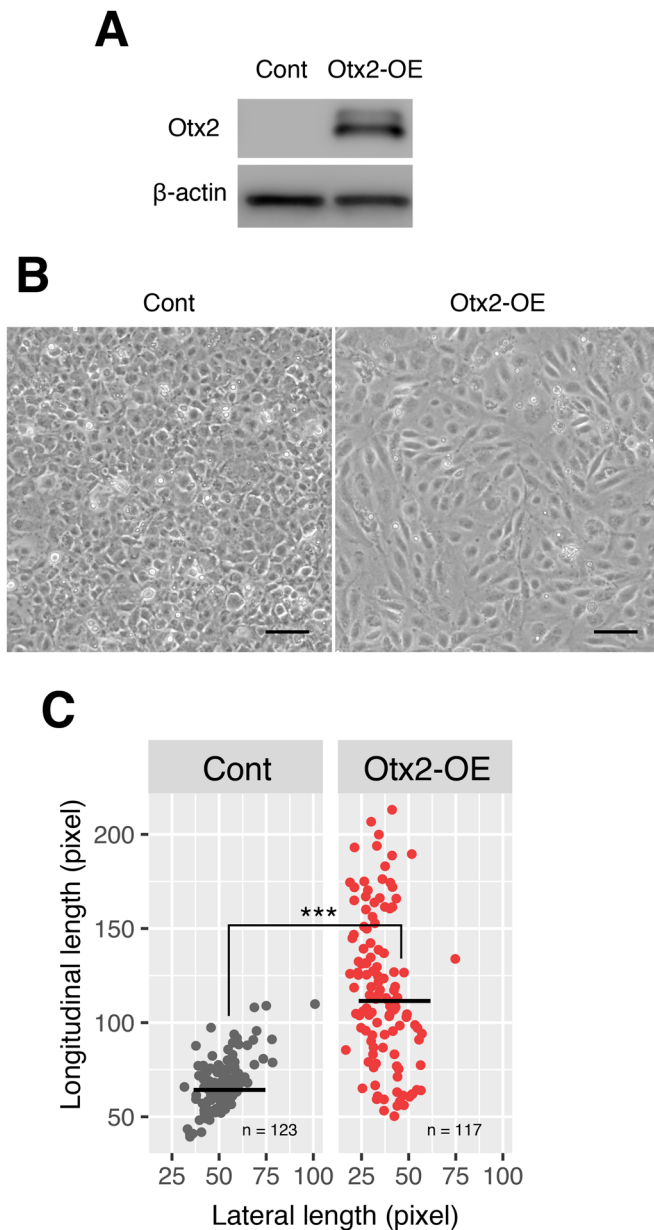 A
Cont Otx2-OE
Otx2
β-actin
B
Cont Otx2-OE
C
Cont Otx2-OE
Longitudinal length (pixel)
200
150
100
50
***
n = 123 n = 117
25 50 75 100 25 50 75 100
Lateral length (pixel)